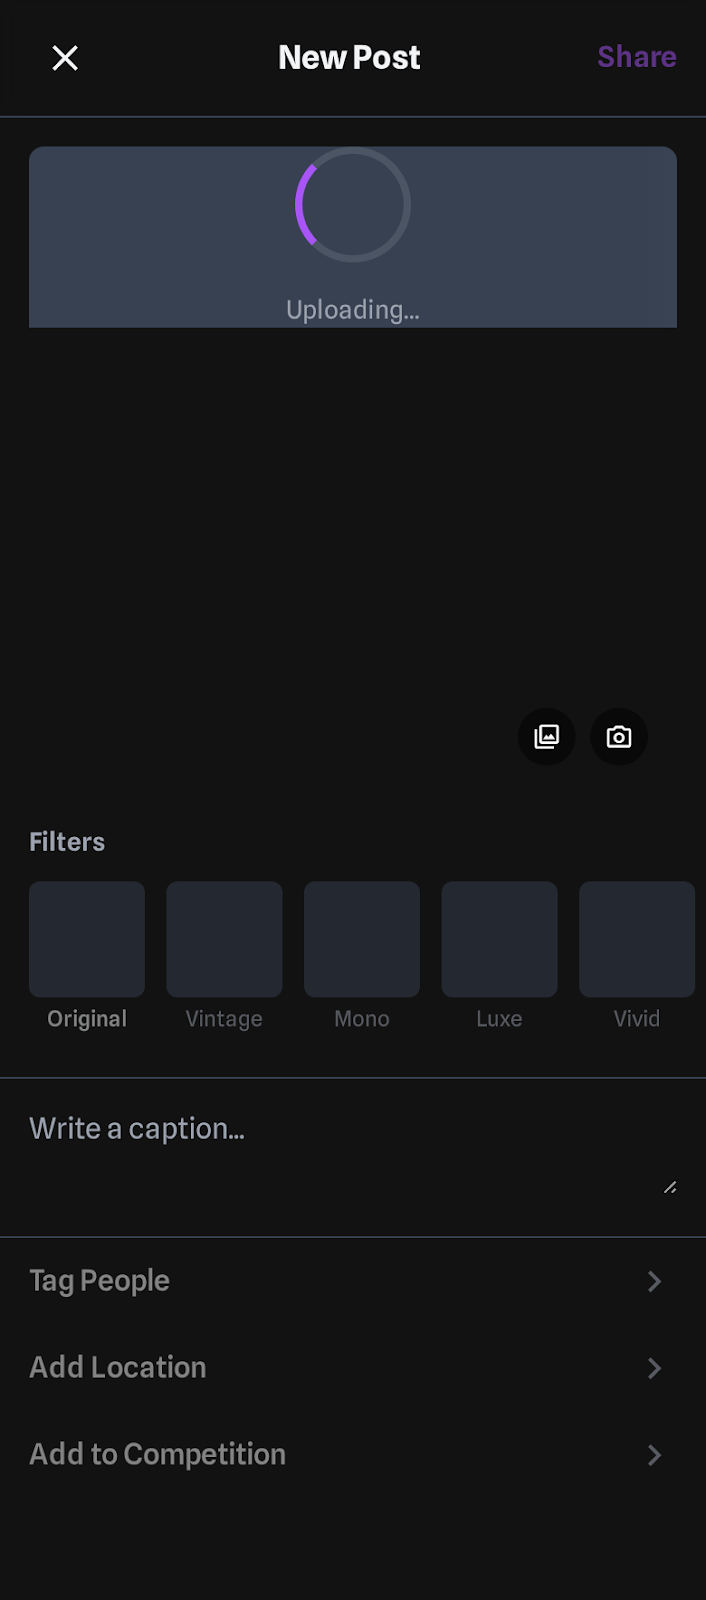 New Post
Share
Uploading...
Filters
Original
Vintage
Mono
Luxe
Vivid
Write a caption...
Tag People
Add Location
Add to Competition